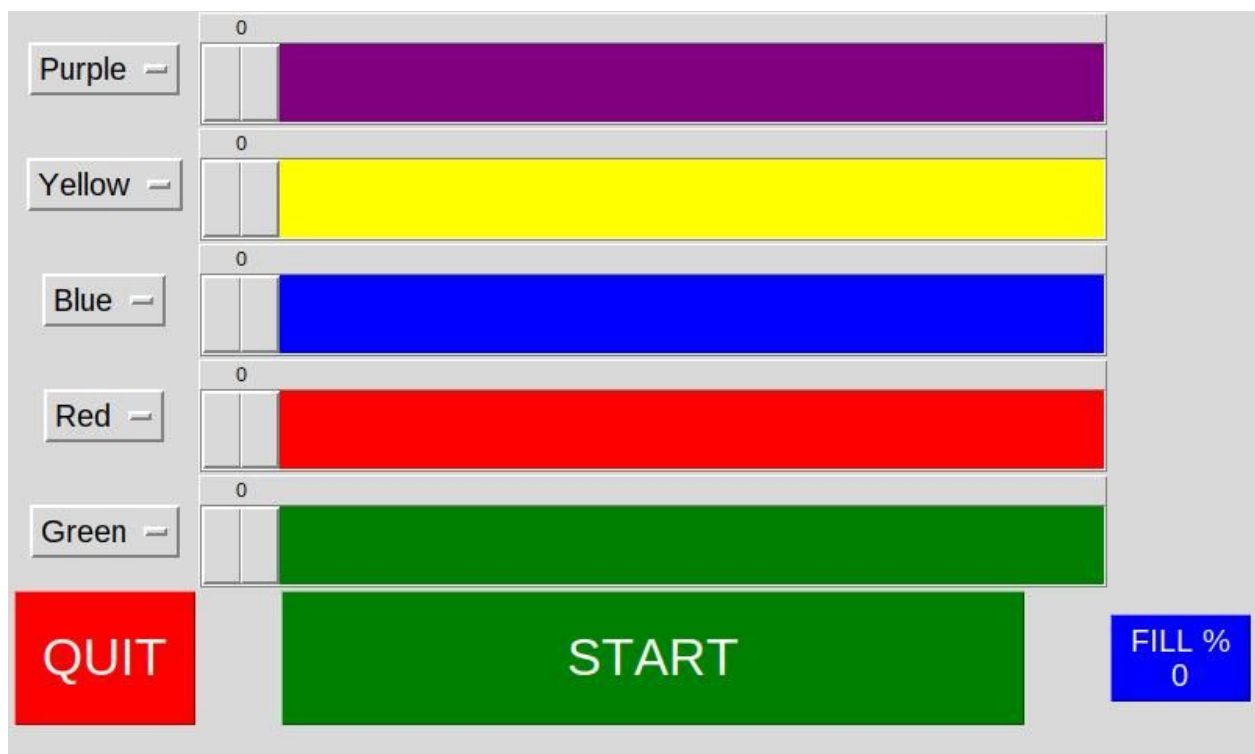 0
Purple
0
Yellow
0
Blue
0
Red
0
Green
QUIT
START
FILL %
0